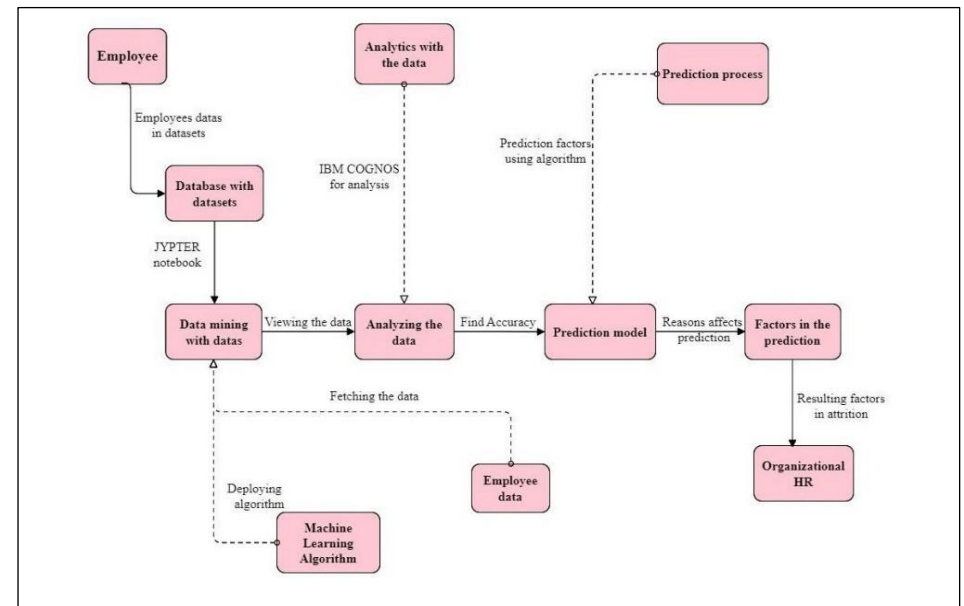 Employee
Analytics with
the data
Prediction process
Employees datas
in datasets
Prediction factors
using algorithm
IBM COGNOS
for analysis
Database with
datasets
JYPTER
notebook
Data mining
with datas
Viewing the data
Analyzing the
data
Find Accuracy
Prediction model
Reasons affects
prediction
Factors in the
prediction
Fetching the data
Resulting factors
in attrition
Employee
data
Organizational
HR
Deploying
algorithm
Machine
Learning
Algorithm